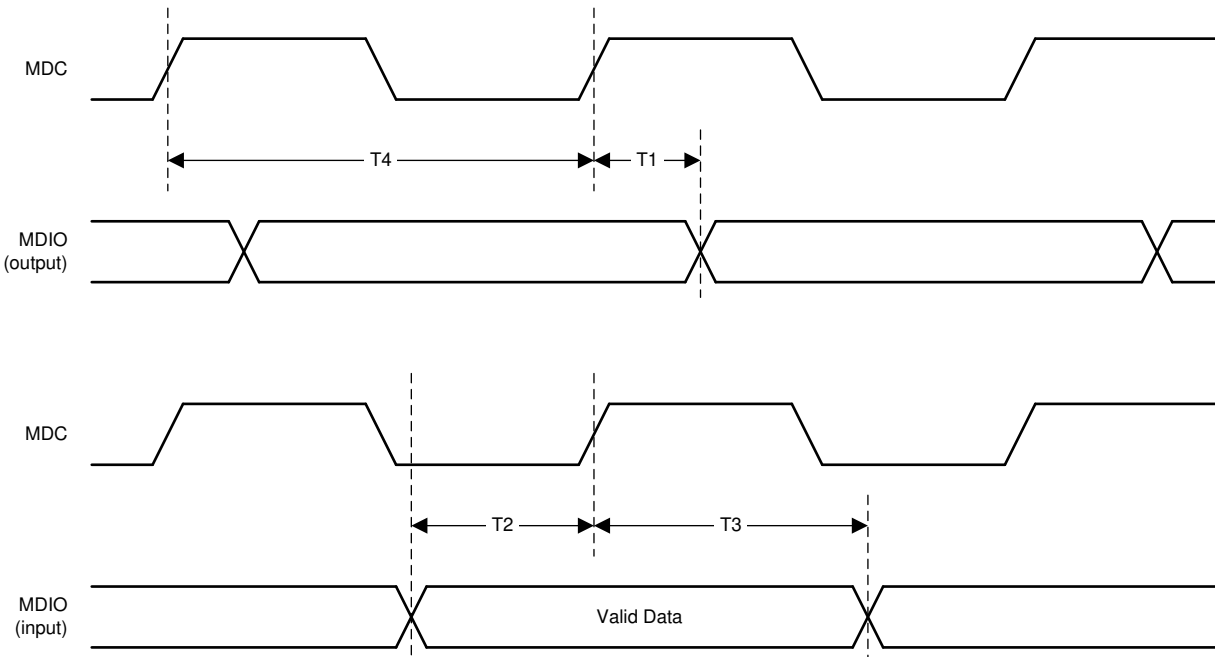 MDC
T4
T1
MDIO
(output)
MDC
T2
T3
MDIO
(input)
Valid Data